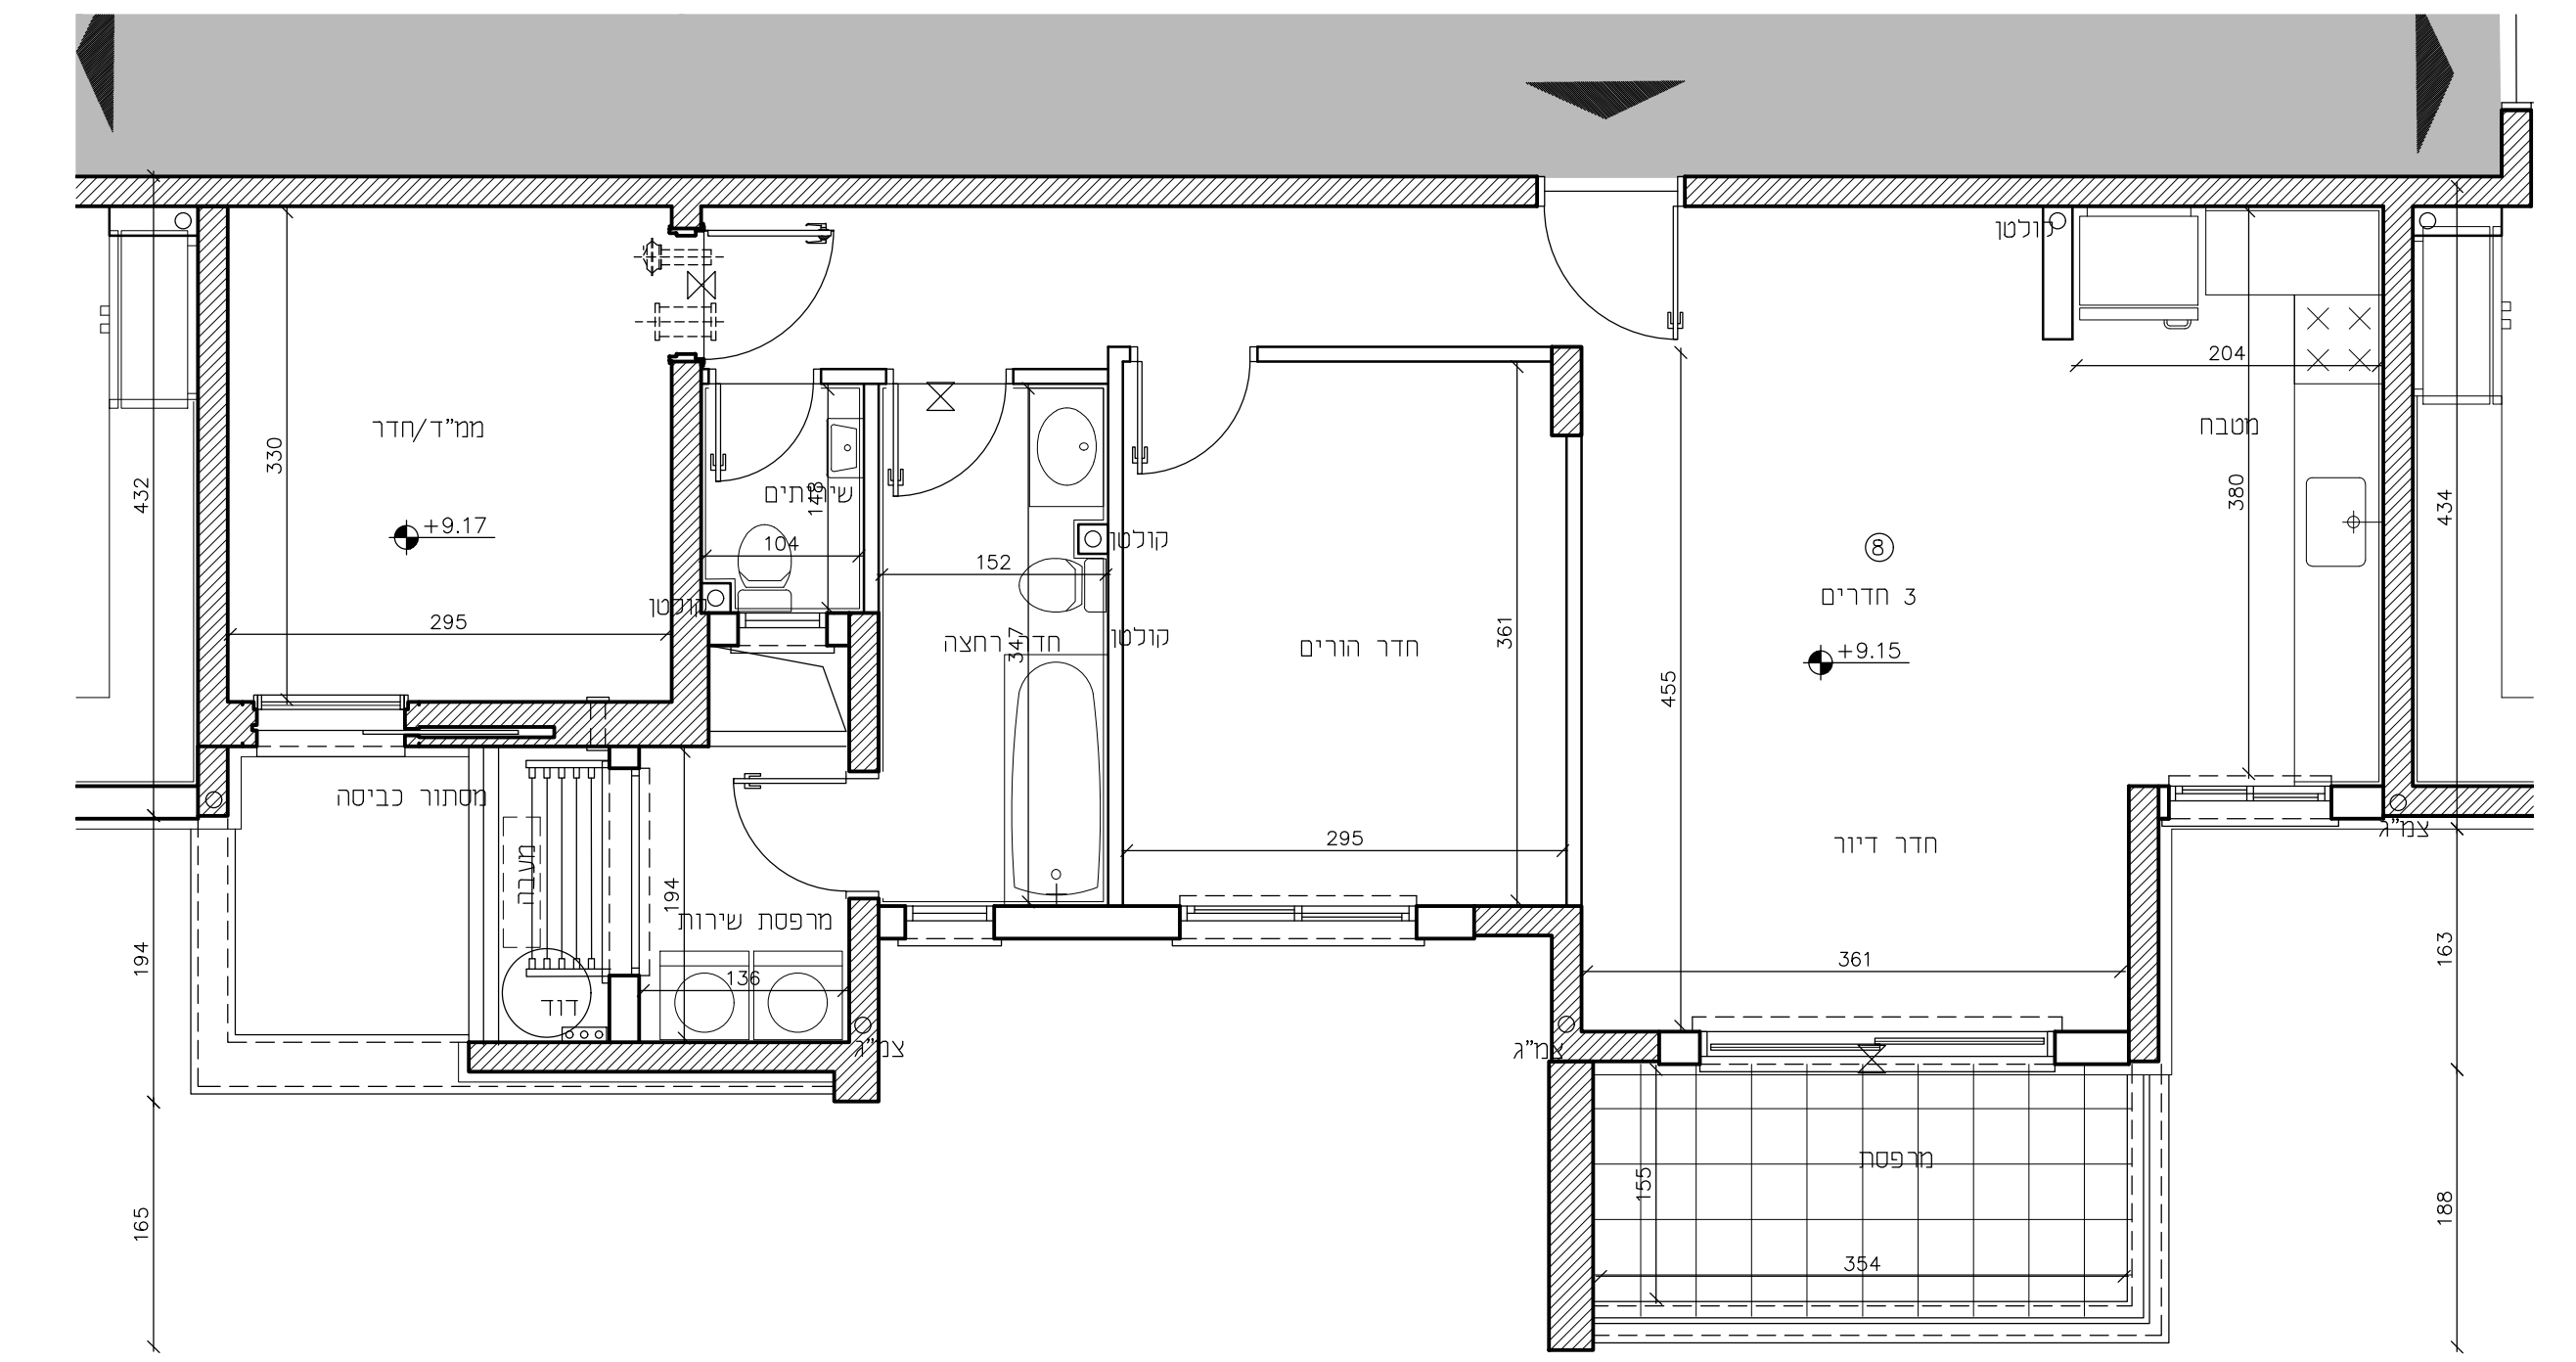 קולטן
204
ממ"ד/חדר
330
432
מטבח
380
434
שירותים
148
+9.17
104
קולטן
152
8
3 חדרים
קולטן
295
קולטן
חדר רחצה
347
חדר הורים
361
+9.15
455
מסתור כביסה
צמ"ג
295
חדר דיור
מעבה
194
מרפסת שירות
194
163
361
136
דוד
צמ"ג
צמ"ג
מרפסת
155
165
188
354